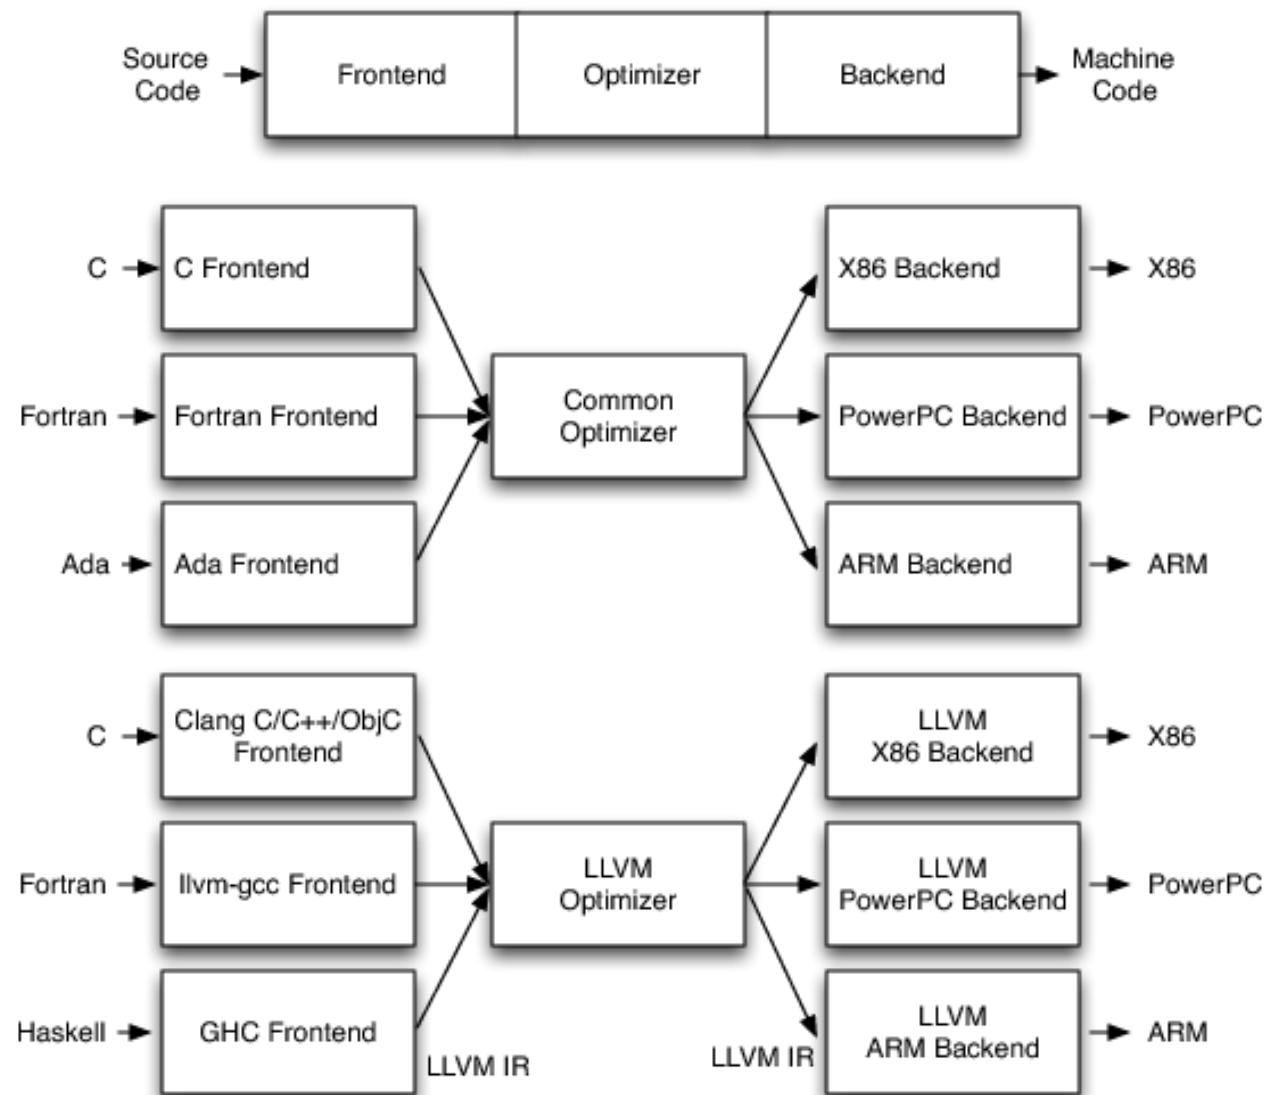 Source
Code
Frontend
Optimizer
Backend
Machine
Code
C
C Frontend
X86 Backend
X86
Fortran
Fortran Frontend
Common
Optimizer
PowerPC Backend
PowerPC
Ada
Ada Frontend
ARM Backend
ARM
C
Clang C/C++/ObjC
Frontend
LLVM
X86 Backend
X86
Fortran
llvm-gcc Frontend
LLVM
Optimizer
LLVM
PowerPC Backend
PowerPC
Haskell
GHC Frontend
LLVM IR
LLVM IR
LLVM
ARM Backend
ARM